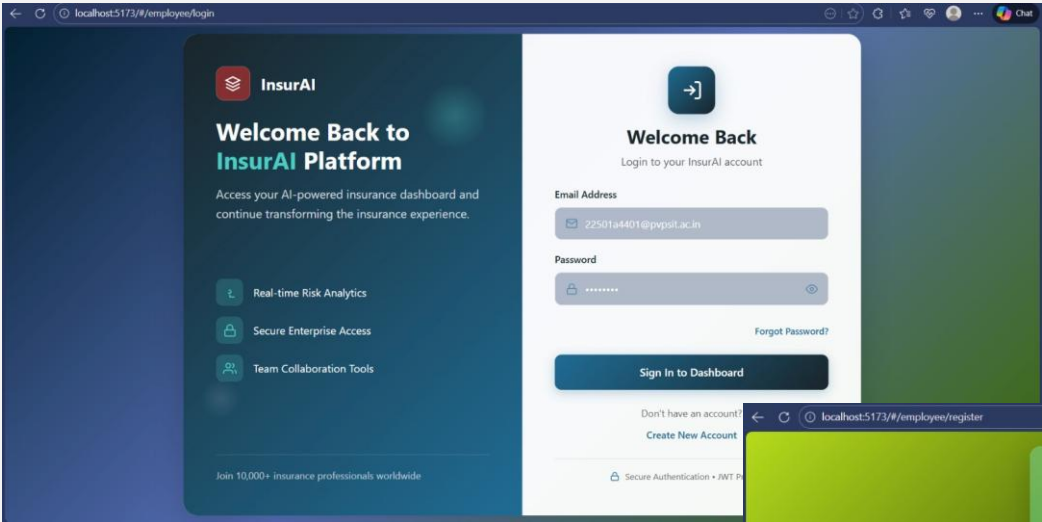 localhost:5173/#/employee/login
Chat
InsurAI
Welcome Back to
InsurAI Platform
Access your AI-powered insurance dashboard and
continue transforming the insurance experience.
Real-time Risk Analytics
Secure Enterprise Access
Team Collaboration Tools
Join 10,000+ insurance professionals worldwide
Welcome Back
Login to your InsurAI account
Email Address
22501a4401@pvpsit.ac.in
Password
••••••••
Forgot Password?
Sign In to Dashboard
Don't have an account?
Create New Account
Secure Authentication • JWT
localhost:5173/#/employee/register